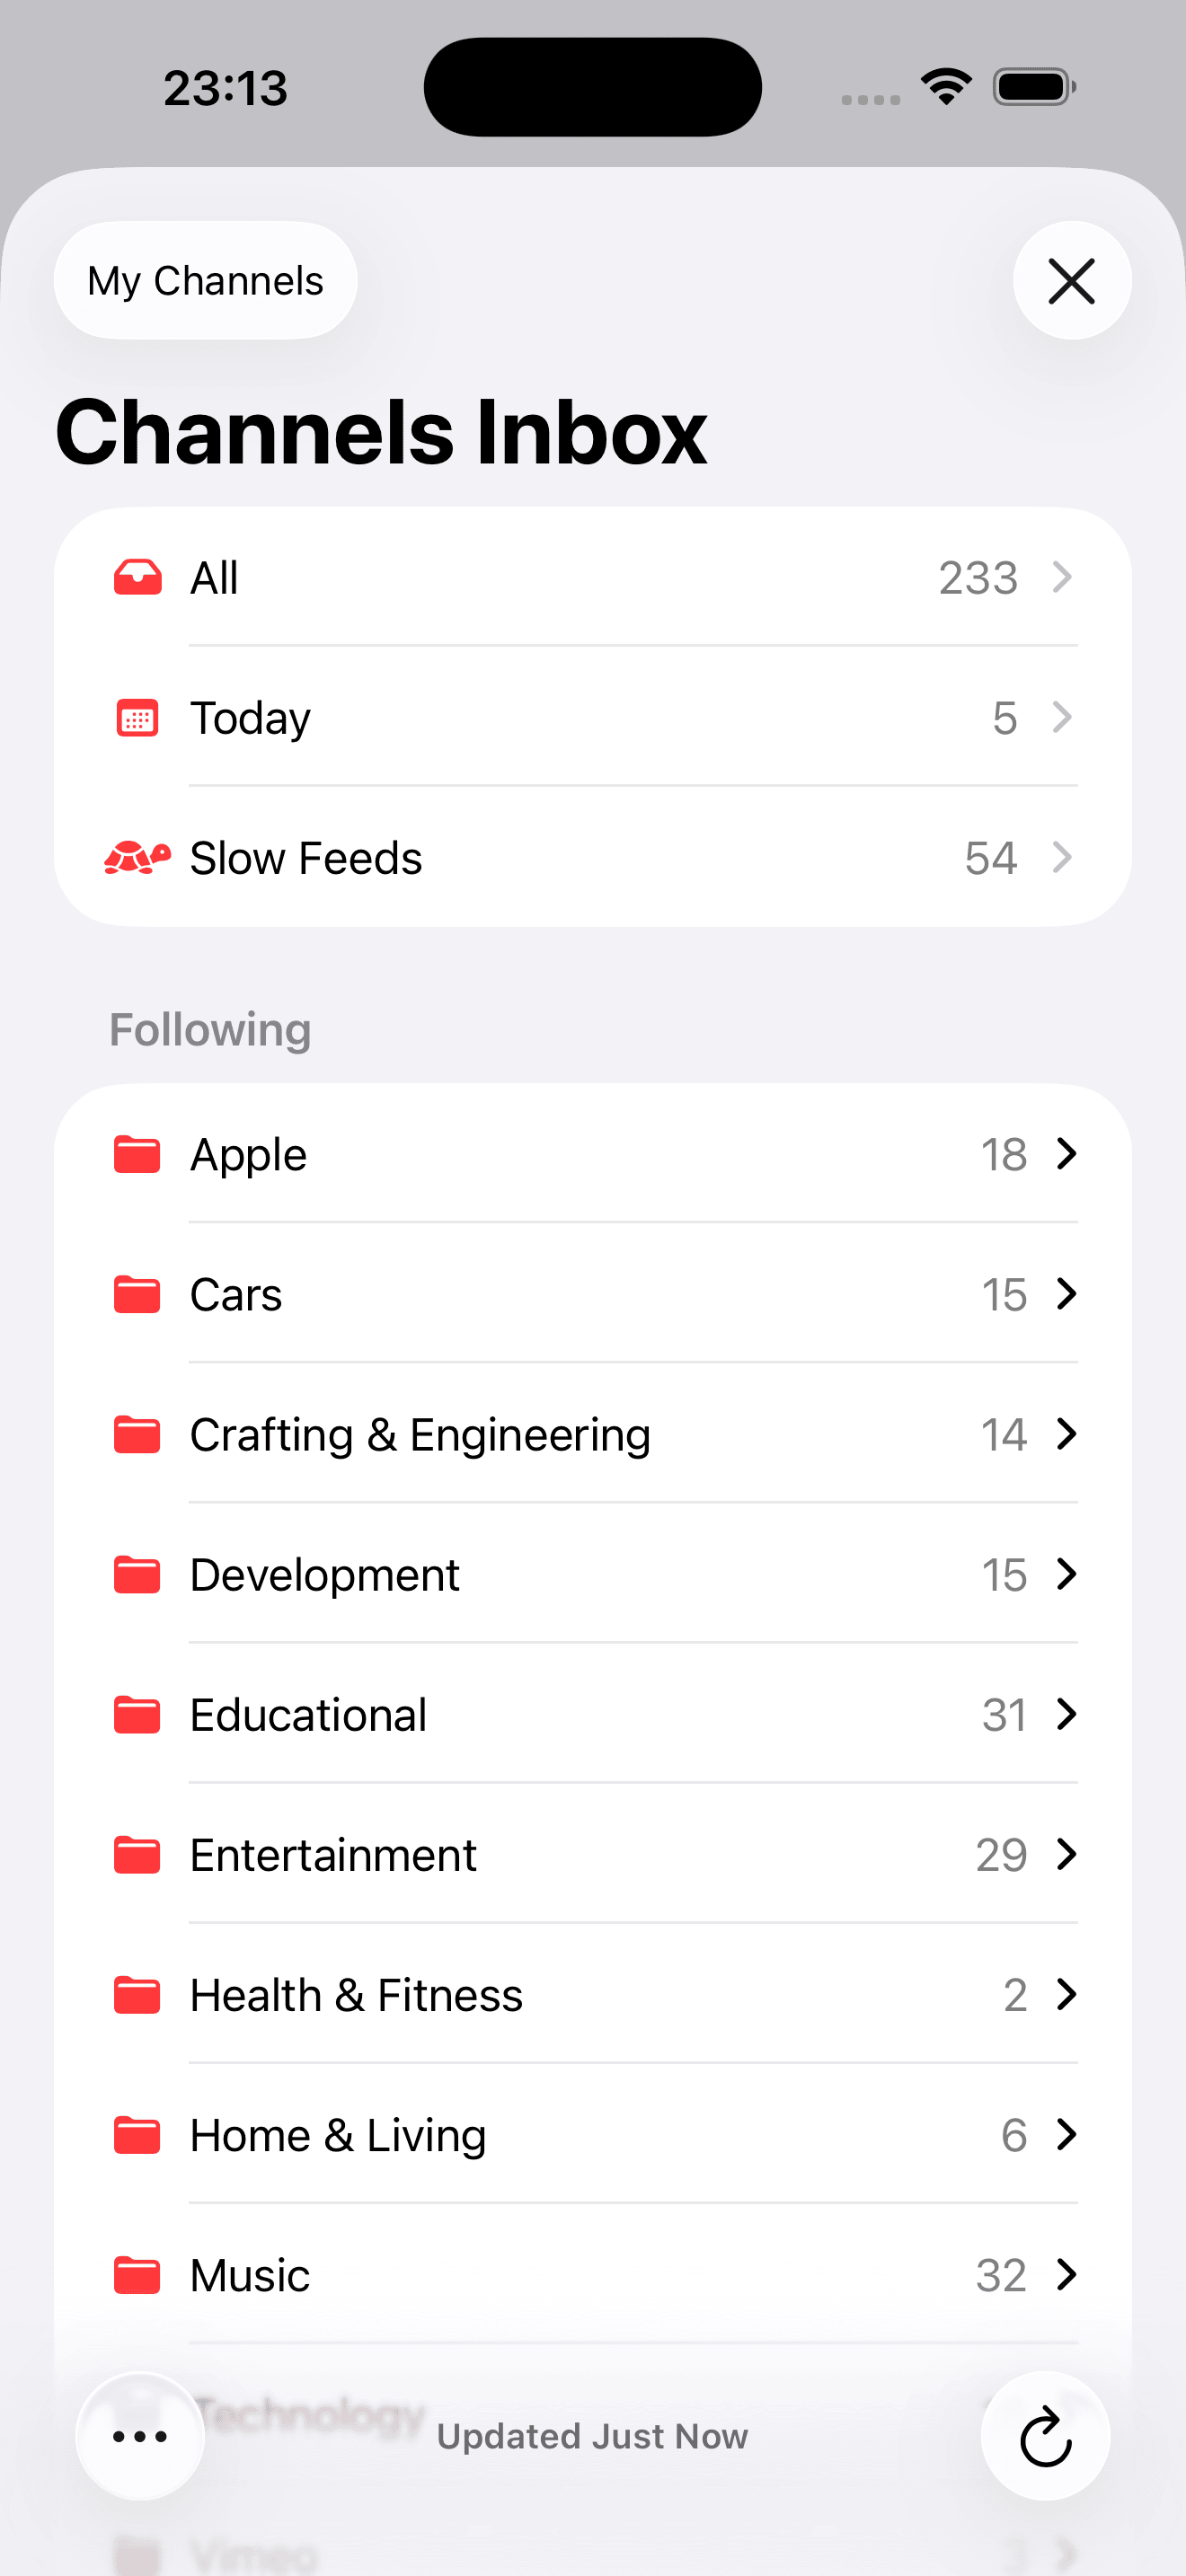 23:13
My Channels
Channels Inbox
All 233
Today 5
Slow Feeds 54
Following
Apple 18
Cars 15
Crafting & Engineering 14
Development 15
Educational 31
Entertainment 29
Health & Fitness 2
Home & Living 6
Music 32
Technology
Updated Just Now
Vimeo 3